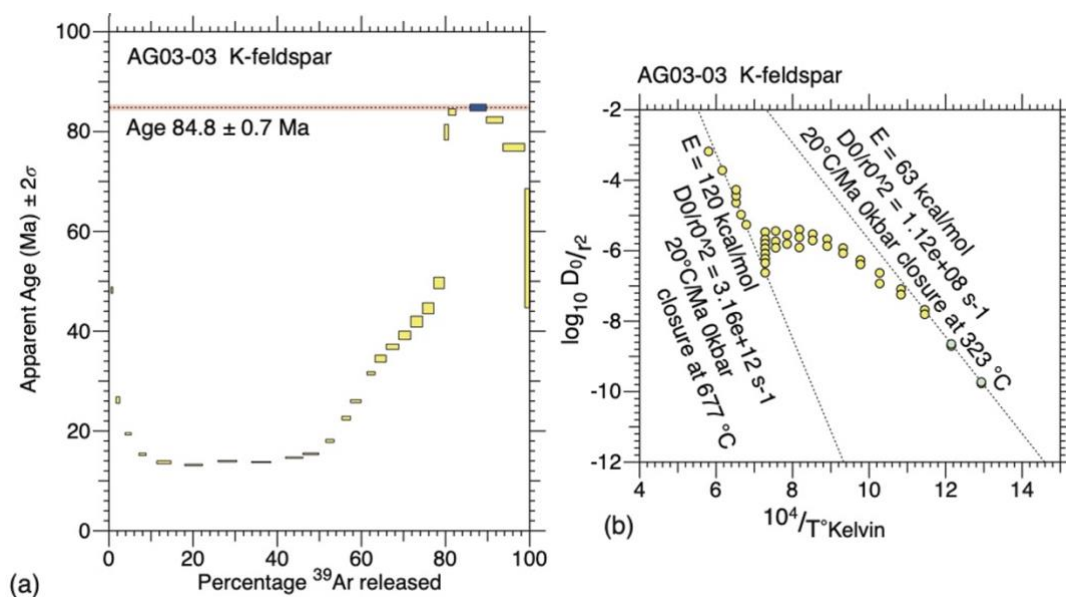 AG03-03 K-feldspar
Age 84.8 ± 0.7 Ma
Apparent Age (Ma) ± 2σ
100
80
60
40
20
0
0
20
40
60
80
100
Percentage ³⁹Ar released
(a)
AG03-03 K-feldspar
log₁₀ D₀/r2
-2
-4
-6
-8
-10
-12
E = 63 kcal/mol
D0/r0^2 = 1.12e+08 s-1
20°C/Ma 0kbar closure at 323 °C
E = 120 kcal/mol
D0/r0^2 = 3.16e+12 s-1
20°C/Ma 0kbar
closure at 677 °C
4
6
8
10
12
14
10⁴/T°Kelvin
(b)